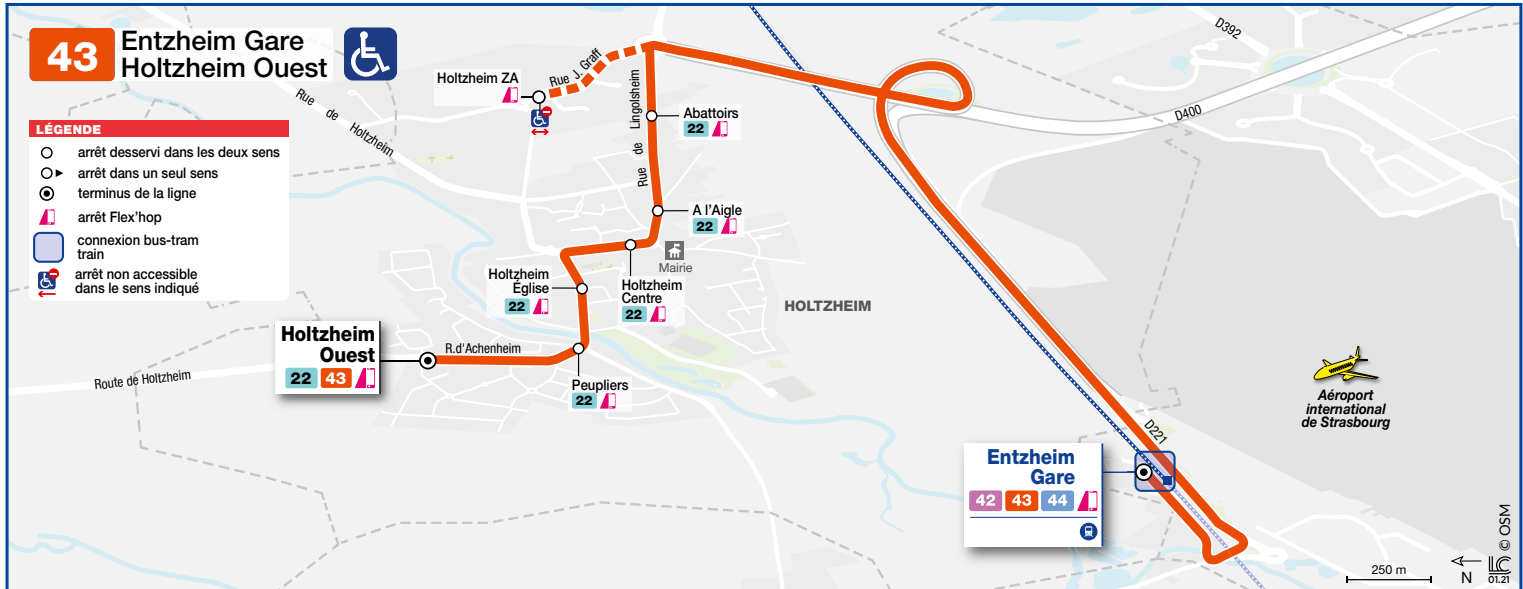 43
Entzheim Gare
Holtzheim Ouest
LÉGENDE
arrêt desservi dans les deux sens
arrêt dans un seul sens
terminus de la ligne
arrêt Flex'hop
connexion bus-tram
train
arrêt non accessible
dans le sens indiqué
Rue de Holtzheim
Holtzheim ZA
Rue J. Graff
Rue de Lingolsheim
Abattoirs
22
A l'Aigle
22
Mairie
Holtzheim
Centre
22
Holtzheim
Église
22
HOLTZHEIM
Holtzheim
Ouest
22 43
R.d'Achenheim
Peupliers
22
Route de Holtzheim
D392
D400
D221
Aéroport
international
de Strasbourg
Entzheim
Gare
42 43 44
250 m
N
01.21
© OSM